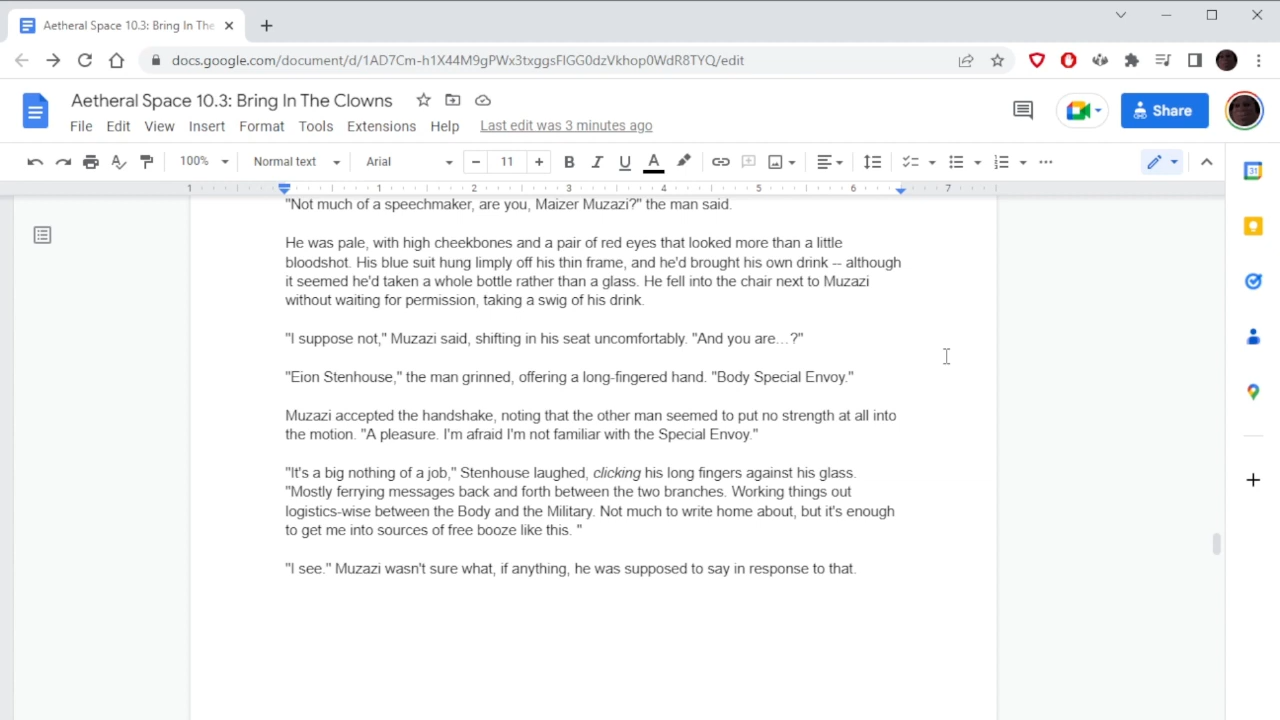 Aetheral Space 10.3: Bring In The
docs.google.com/document/d/1AD7Cm-h1X44M9gPWx3txggsFlGG0dzVkhop0WdR8TYQ/edit
Aetheral Space 10.3: Bring In The Clowns
Share
File Edit View Insert Format Tools Extensions Help Last edit was 3 minutes ago
100% Normal text Arial 11 B I U A
31
1 1 2 3 4 5 6 7
"Not much of a speechmaker, are you, Maizer Muzazi?" the man said.
He was pale, with high cheekbones and a pair of red eyes that looked more than a little
bloodshot. His blue suit hung limply off his thin frame, and he'd brought his own drink -- although
it seemed he'd taken a whole bottle rather than a glass. He fell into the chair next to Muzazi
without waiting for permission, taking a swig of his drink.
"I suppose not," Muzazi said, shifting in his seat uncomfortably. "And you are…?"
"Eion Stenhouse," the man grinned, offering a long-fingered hand. "Body Special Envoy."
Muzazi accepted the handshake, noting that the other man seemed to put no strength at all into
the motion. "A pleasure. I'm afraid I'm not familiar with the Special Envoy."
"It's a big nothing of a job," Stenhouse laughed, clicking his long fingers against his glass.
"Mostly ferrying messages back and forth between the two branches. Working things out
logistics-wise between the Body and the Military. Not much to write home about, but it's enough
to get me into sources of free booze like this. "
"I see." Muzazi wasn't sure what, if anything, he was supposed to say in response to that.